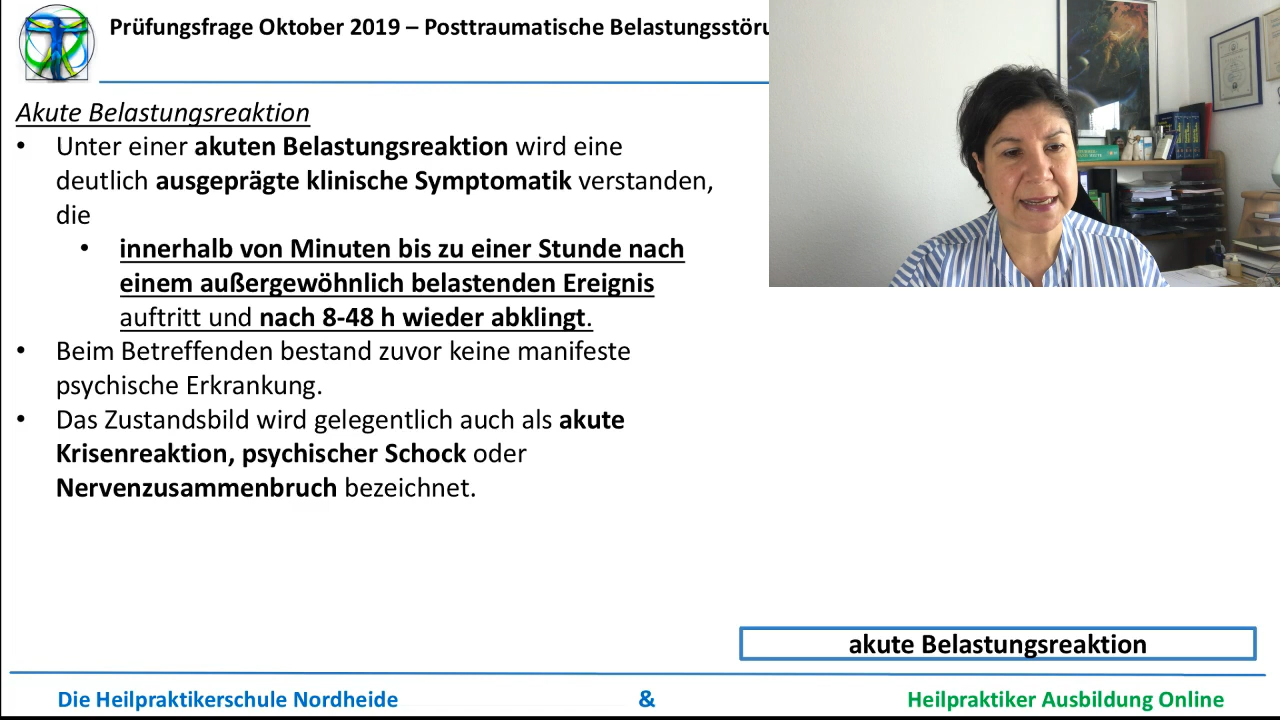 Prüfungsfrage Oktober 2019 – Posttraumatische
Akute Belastungsreaktion
• Unter einer akuten Belastungsreaktion wird eine
deutlich ausgeprägte klinische Symptomatik verstanden,
die
• innerhalb von Minuten bis zu einer Stunde nach
einem außergewöhnlich belastenden Ereignis
auftritt und nach 8-48 h wieder abklingt.
• Beim Betreffenden bestand zuvor keine manifeste
psychische Erkrankung.
• Das Zustandsbild wird gelegentlich auch als akute
Krisenreaktion, psychischer Schock oder
Nervenzusammenbruch bezeichnet.
akute Belastungsreaktion
Die Heilpraktikerschule Nordheide & Heilpraktiker Ausbildung Online